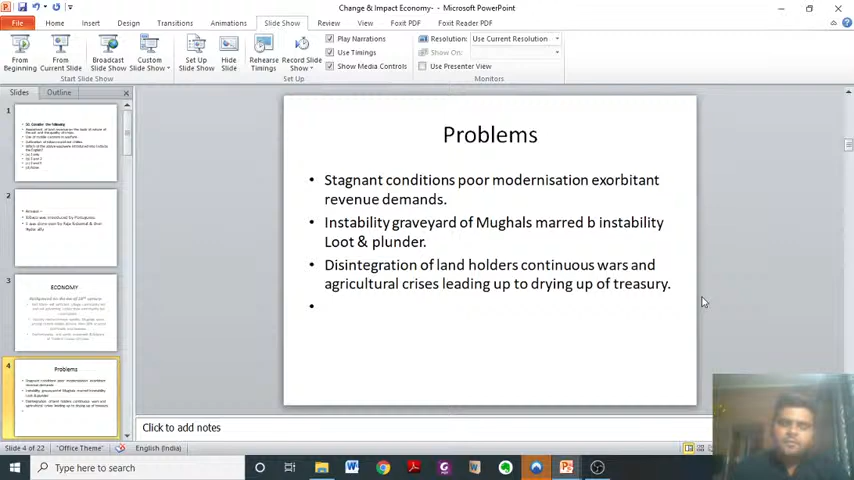 Change & Impact Economy- - Microsoft PowerPoint
File Home Insert Design Transitions Animations Slide Show Review View Foxit PDF Foxit Reader PDF
From Beginning
From Current Slide
Broadcast Slide Show
Custom Slide Show
Start Slide Show
Set Up Slide Show
Hide Slide
Rehearse Timings
Record Slide Show
Play Narrations
Use Timings
Show Media Controls
Set Up
Resolution: Use Current Resolution
Show On:
Use Presenter View
Monitors
Slides Outline
1
2
3
ECONOMY
4
Problems
Problems
• Stagnant conditions poor modernisation exorbitant
revenue demands.
• Instability graveyard of Mughals marred b instability
Loot & plunder.
• Disintegration of land holders continuous wars and
agricultural crises leading up to drying up of treasury.
•
Click to add notes
Slide 4 of 22 "Office Theme" English (India)
Type here to search